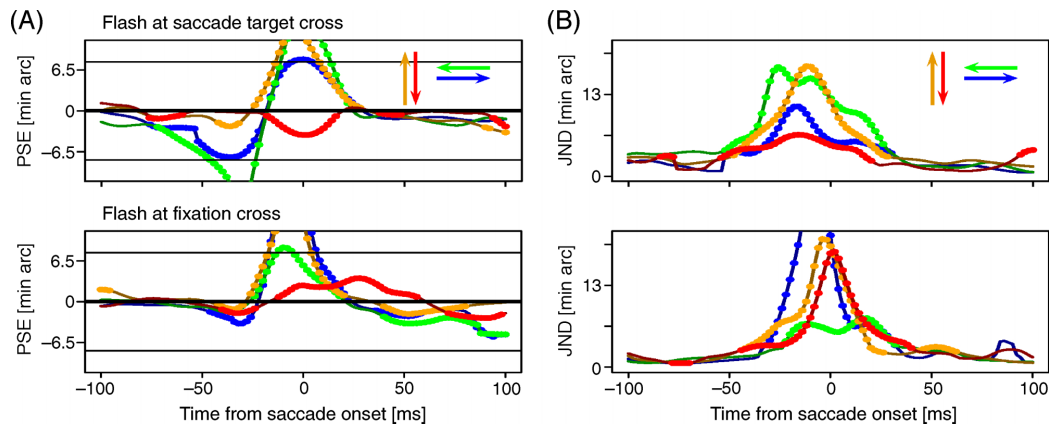 (A)
Flash at saccade target cross
PSE [min arc]
6.5
0
−6.5
Flash at fixation cross
PSE [min arc]
6.5
0
−6.5
−100
−50
0
50
100
Time from saccade onset [ms]
(B)
JND [min arc]
13
0
JND [min arc]
13
0
−100
−50
0
50
100
Time from saccade onset [ms]